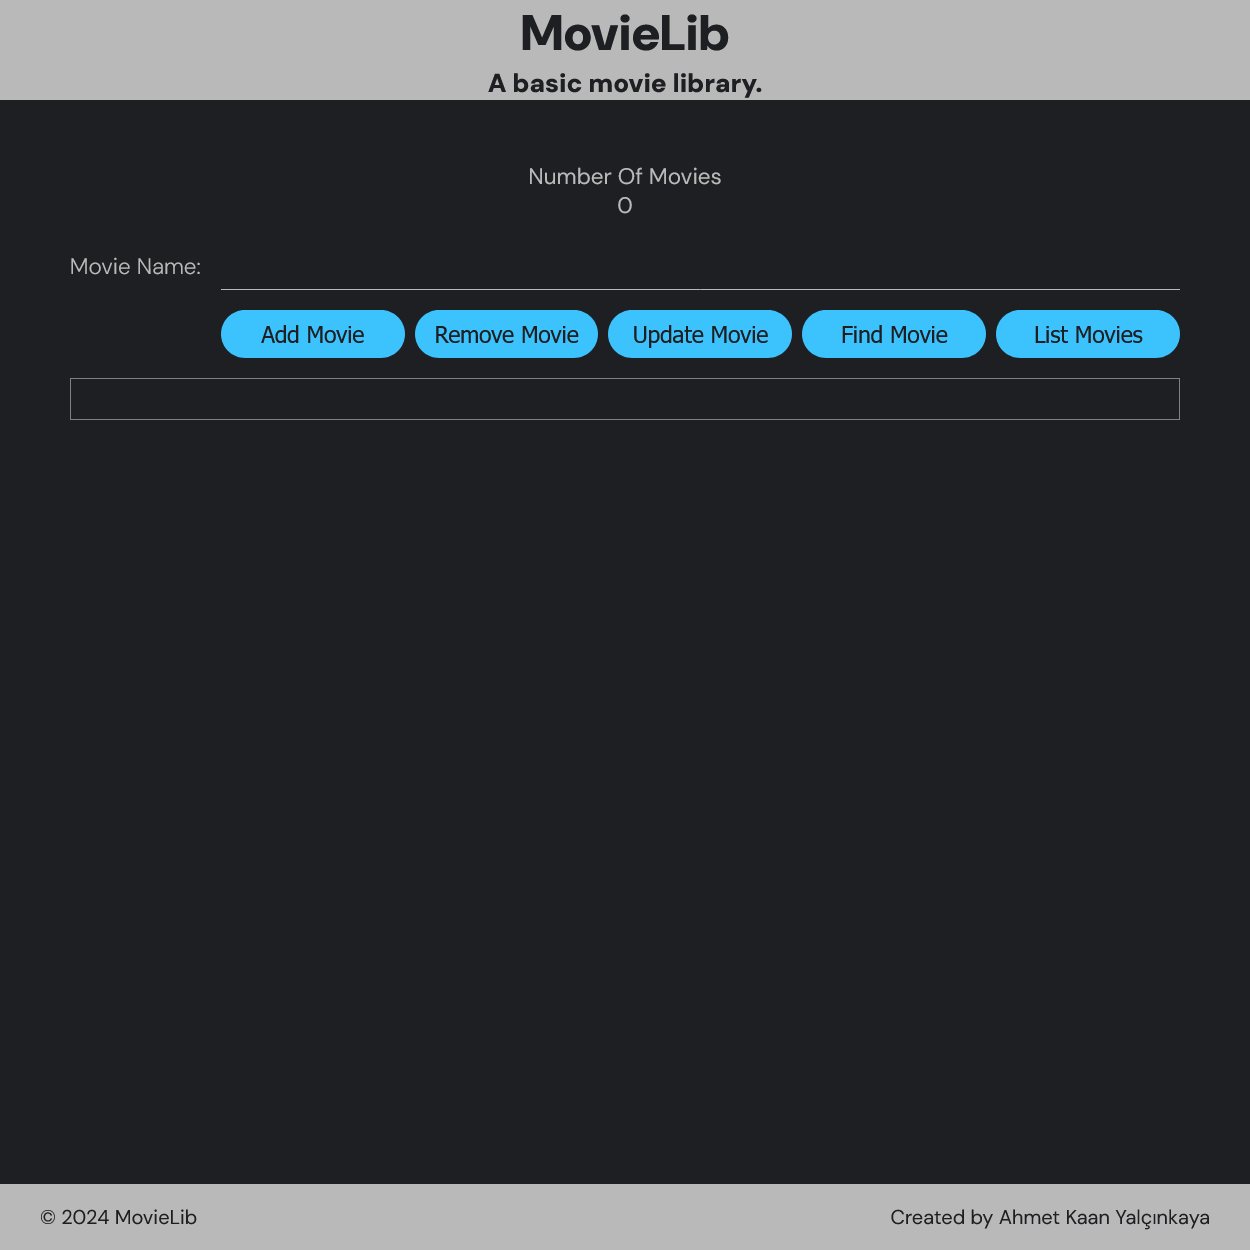 MovieLib
A basic movie library.
Number Of Movies
0
Movie Name:
Add Movie Remove Movie Update Movie Find Movie List Movies
© 2024 MovieLib Created by Ahmet Kaan Yalçınkaya